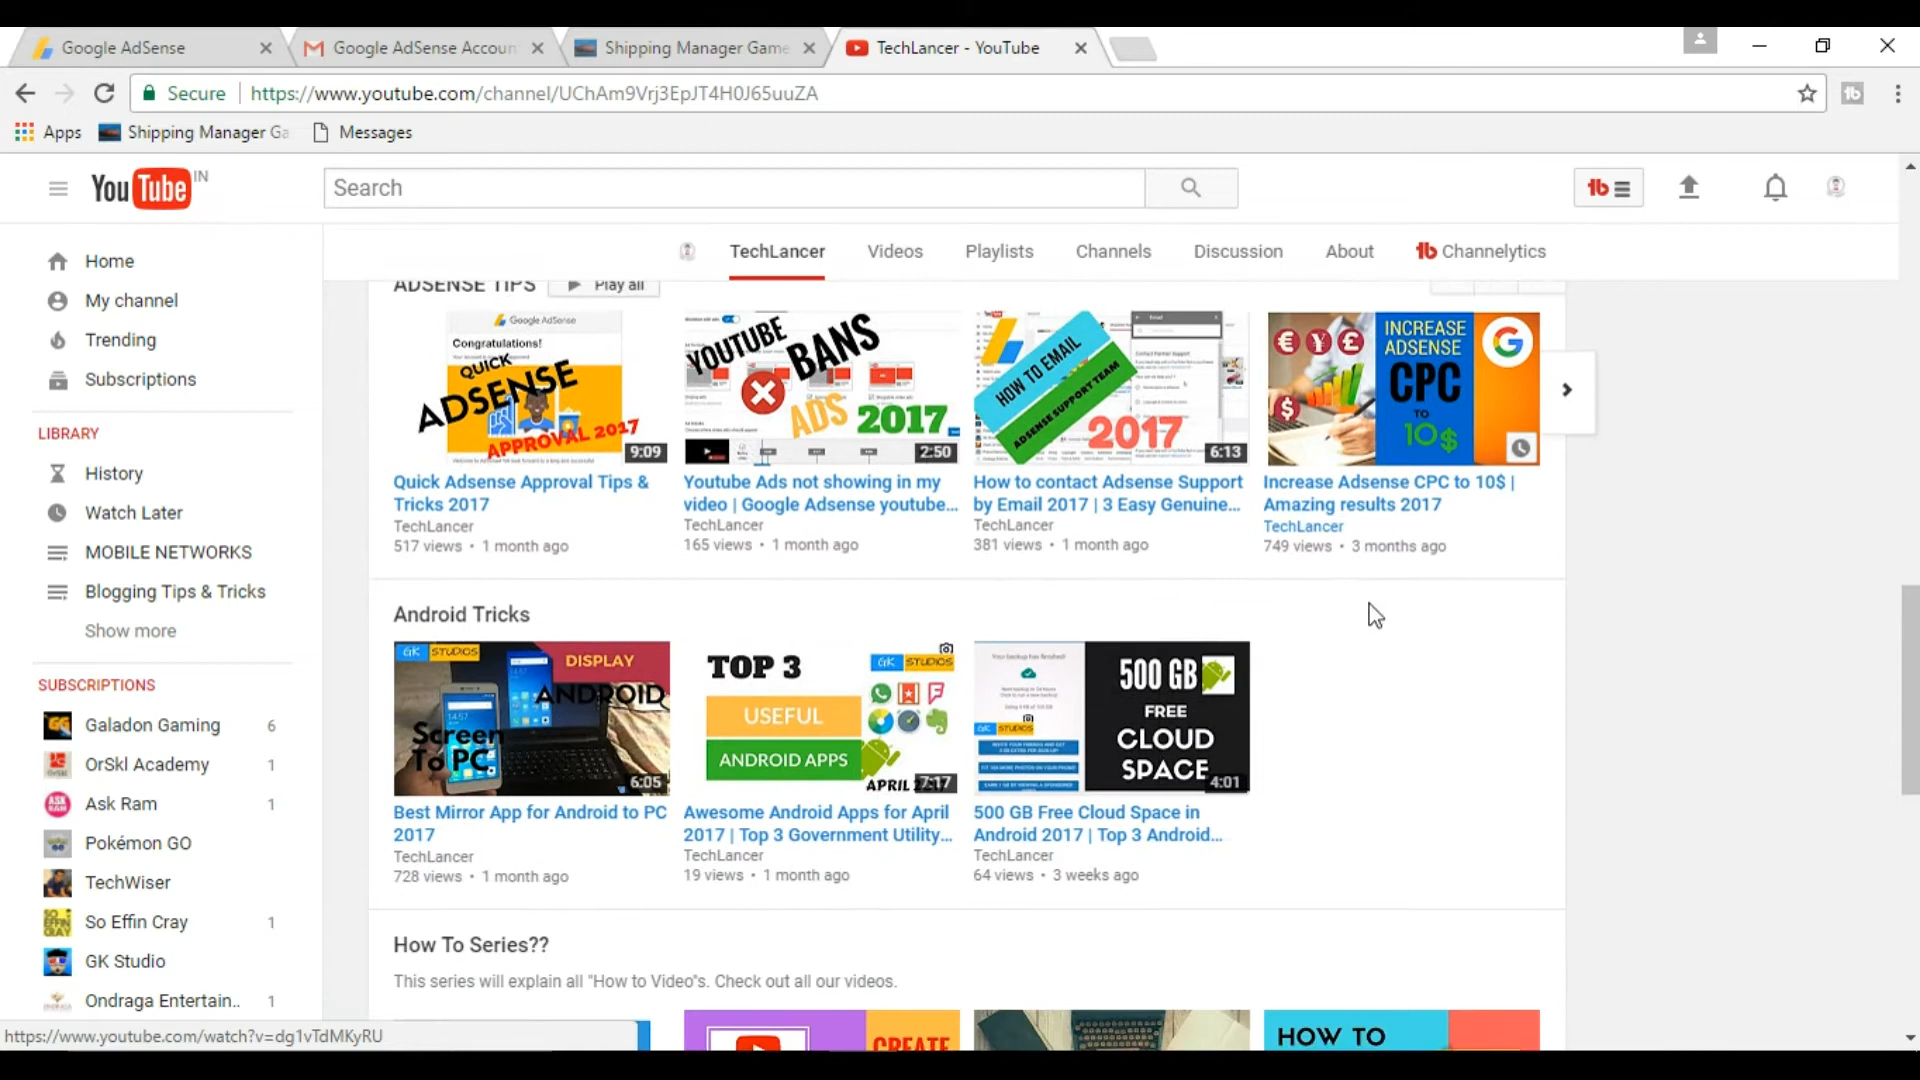 Google AdSense
Google AdSense Accoun
Shipping Manager Game
TechLancer - YouTube
Secure
https://www.youtube.com/channel/UChAm9Vrj3EpJT4H0J65uuZA
Apps
Shipping Manager Ga
Messages
YouTube IN
Search
TechLancer
Videos
Playlists
Channels
Discussion
About
Channelytics
Home
My channel
Trending
Subscriptions
LIBRARY
History
Watch Later
MOBILE NETWORKS
Blogging Tips & Tricks
Show more
SUBSCRIPTIONS
Galadon Gaming 6
OrSkl Academy 1
Ask Ram 1
Pokémon GO
TechWiser
So Effin Cray 1
GK Studio
Ondraga Entertain.. 1
ADSENSE TIPS
Play all
Google AdSense
Congratulations!
QUICK
ADSENSE
APPROVAL 2017
9:09
Quick Adsense Approval Tips &
Tricks 2017
TechLancer
517 views • 1 month ago
YOUTUBE
BANS
ADS 2017
2:50
Youtube Ads not showing in my
video | Google Adsense youtube...
TechLancer
165 views • 1 month ago
HOW TO EMAIL
ADSENSE SUPPORT TEAM
2017
6:13
How to contact Adsense Support
by Email 2017 | 3 Easy Genuine...
TechLancer
381 views • 1 month ago
INCREASE
ADSENSE
CPC
TO
10$
Increase Adsense CPC to 10$ |
Amazing results 2017
TechLancer
749 views • 3 months ago
Android Tricks
GK STUDIOS
DISPLAY
ANDROID
Screen
To PC
6:05
Best Mirror App for Android to PC
2017
TechLancer
728 views • 1 month ago
TOP 3
GK STUDIOS
USEFUL
ANDROID APPS
APRIL
7:17
Awesome Android Apps for April
2017 | Top 3 Government Utility...
TechLancer
19 views • 1 month ago
GK STUDIOS
500 GB
FREE
CLOUD
SPACE
4:01
500 GB Free Cloud Space in
Android 2017 | Top 3 Android...
TechLancer
64 views • 3 weeks ago
How To Series??
This series will explain all "How to Video"s. Check out all our videos.
CREATE
HOW TO
https://www.youtube.com/watch?v=dg1vTdMKyRU